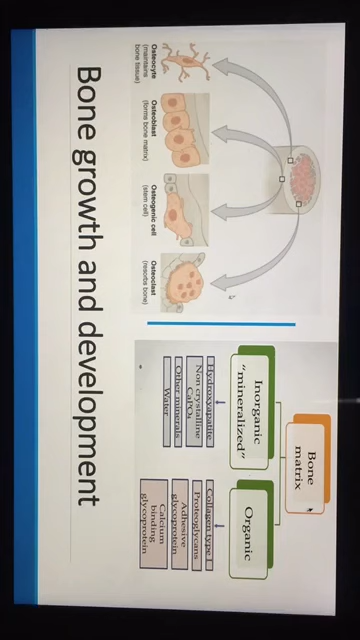 Bone growth and development
Osteocyte
(maintains
bone tissue)
Osteoblast
(forms bone matrix)
Osteogenic cell
(stem cell)
Osteoclast
(resorbs bone)
Bone
matrix
Inorganic
“mineralized”
Hydroxyapatite
Non crystalline
CaPO₄
Other minerals
Water
Organic
Collagen type I
Proteoglycans
Adhesive
glycoprotein
Calcium
binding
glycoprotein